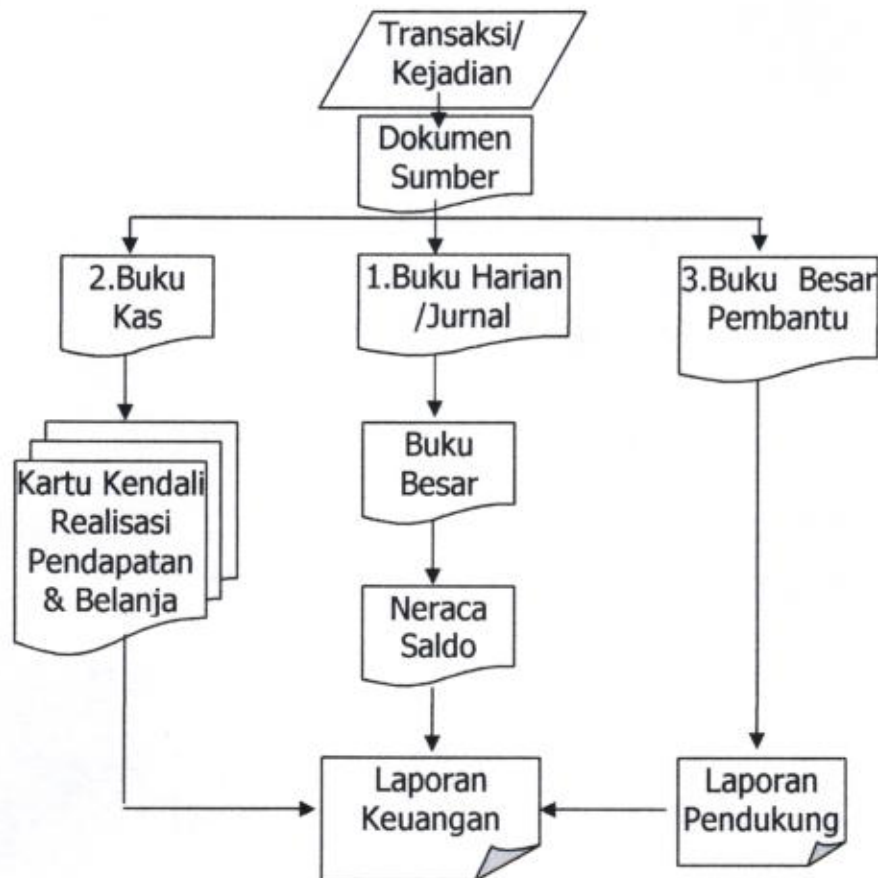 Transaksi/
Kejadian
Dokumen
Sumber
2.Buku
Kas
1.Buku Harian
/Jurnal
3.Buku Besar
Pembantu
Kartu Kendali
Realisasi
Pendapatan
& Belanja
Buku
Besar
Neraca
Saldo
Laporan
Keuangan
Laporan
Pendukung